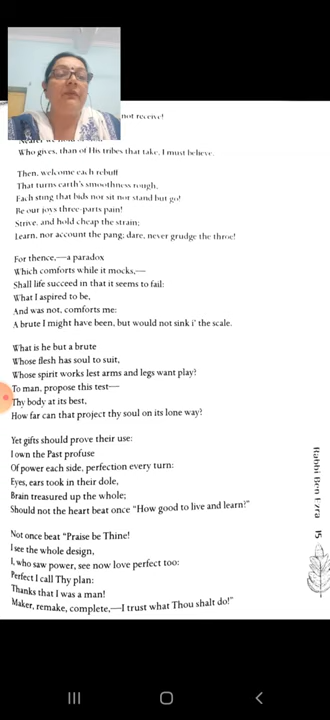 not receive!
Who gives, than of His tribes that take, I must believe.
Then, welcome each rebuff
That turns earth's smoothness rough,
Each sting that bids nor sit nor stand but go!
Be our joys three-parts pain!
Strive, and hold cheap the strain;
Learn, nor account the pang; dare, never grudge the throe!
For thence,—a paradox
Which comforts while it mocks,—
Shall life succeed in that it seems to fail:
What I aspired to be,
And was not, comforts me:
A brute I might have been, but would not sink i' the scale.
What is he but a brute
Whose flesh has soul to suit,
Whose spirit works lest arms and legs want play?
To man, propose this test—
Thy body at its best,
How far can that project thy soul on its lone way?
Yet gifts should prove their use:
I own the Past profuse
Of power each side, perfection every turn:
Eyes, ears took in their dole,
Brain treasured up the whole;
Should not the heart beat once "How good to live and learn?"
Not once beat "Praise be Thine!
I see the whole design,
I, who saw power, see now love perfect too:
Perfect I call Thy plan:
Thanks that I was a man!
Maker, remake, complete,—I trust what Thou shalt do!"
Rabbi Ben Ezra 15